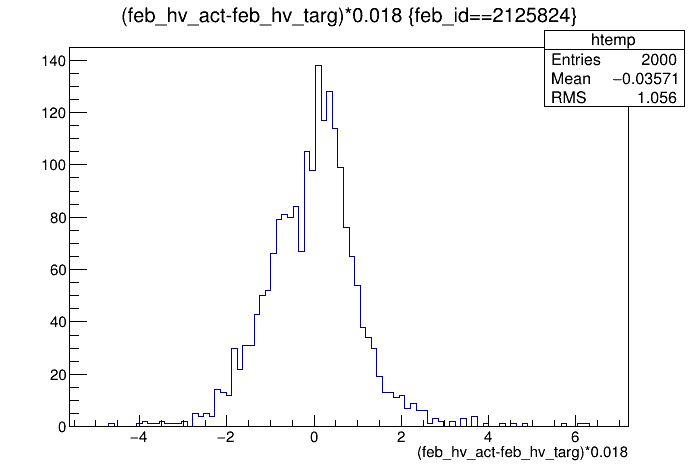 (feb_hv_act-feb_hv_targ)*0.018 {feb_id==2125824}
htemp
Entries 2000
Mean −0.03571
RMS 1.056
140
120
100
80
60
40
20
0
−4 −2 0 2 4 6
(feb_hv_act-feb_hv_targ)*0.018